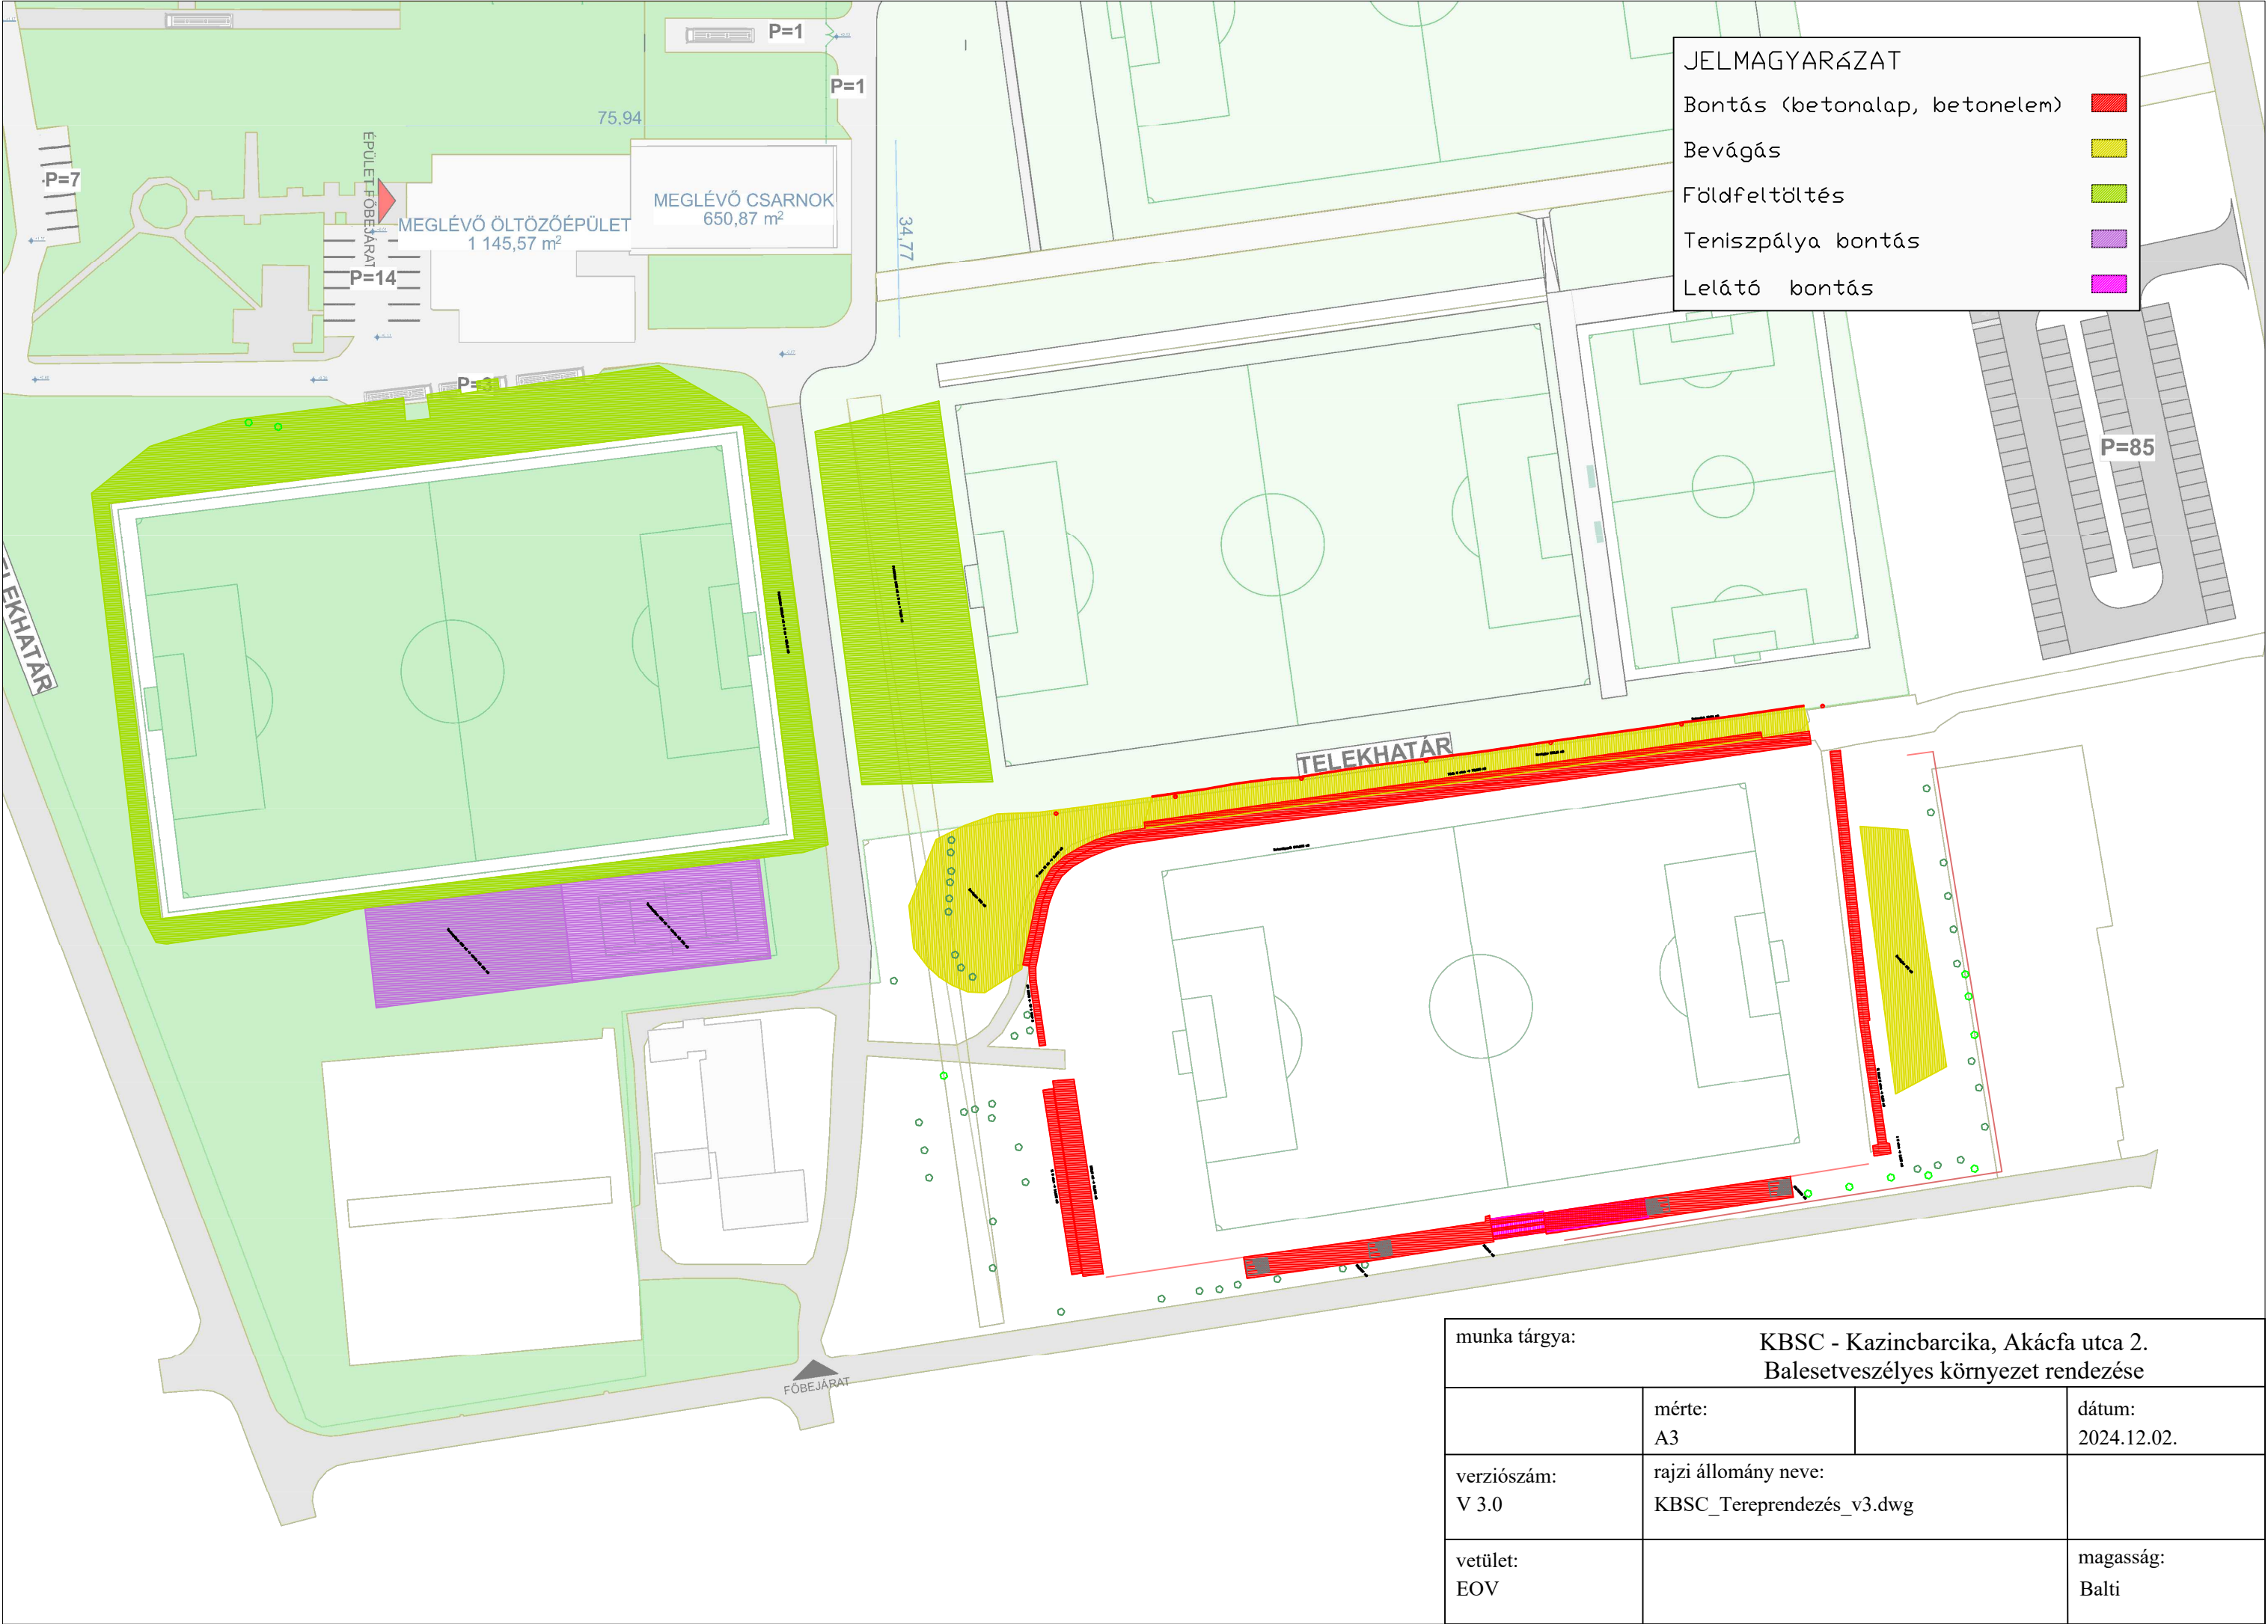 P=1
P=1
75,94
P=7
ÉPÜLET FŐBEJÁRAT
MEGLÉVŐ ÖLTÖZŐÉPÜLET
1 145,57 m²
MEGLÉVŐ CSARNOK
650,87 m²
34,77
P=14
P=3
JELMAGYARáZAT
Bontás (betonalap, betonelem)
Bevágás
Földfeltöltés
Teniszpálya bontás
Lelátó bontás
P=85
TELEKHATÁR
FŐBEJÁRAT
munka tárgya:
KBSC - Kazincbarcika, Akácfa utca 2.
Balesetveszélyes környezet rendezése
mérte:
A3
dátum:
2024.12.02.
verziószám:
V 3.0
rajzi állomány neve:
KBSC_Tereprendezés_v3.dwg
vetület:
EOV
magasság:
Balti